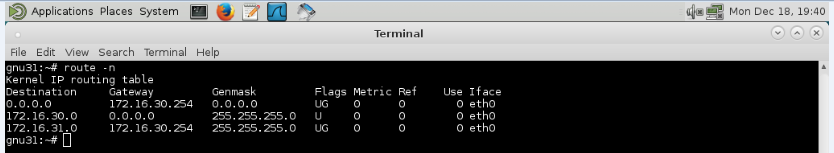 Applications Places System Mon Dec 18, 19:40
Terminal
File Edit View Search Terminal Help
gnu31:~# route -n
Kernel IP routing table
Destination Gateway Genmask Flags Metric Ref Use Iface
0.0.0.0 172.16.30.254 0.0.0.0 UG 0 0 0 eth0
172.16.30.0 0.0.0.0 255.255.255.0 U 0 0 0 eth0
172.16.31.0 172.16.30.254 255.255.255.0 UG 0 0 0 eth0
gnu31:~#